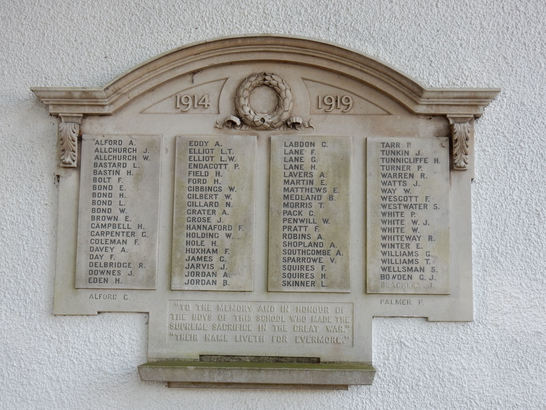 1914 1919
ALFORD A.
ALLCHURCH J.
ALLCHURCH W.
BASTARD L.
BASTIN H.
BOLT F.
BOND E.
BOND L.
BOND L.
BOND W.
BROWN E.
CAMPBELL H.
CARPENTER C.
COLEMAN F.
DAVEY A.
DAY F.
DELBRIDGE R.
DOWNES J.
EDEN R.
ALFORD C.
EDDY A.
ELLIOT L.T.
ELLIOT L.W.
ENDACOTT P.
FIELD H.
FORD H.
GIBBINGS W.
GILBERT W.
GILLARD N.
GRATER A.
GROSE A.
HANNAFORD F.
HOLDING W.
HOLE H.
HUXHAM F.
JAMES G.
JARVIS J.
JORDAN A.
JORDAN B.
LABDON C.
LANE F.
LANE G.
LANE H.
LAVERS A.
MARTIN E.
MATTHEWS E.
MEDLAND B.
MORRIS T.
PACK C.
PENWILL W.
PRATT F.
ROBINS A.
SHOPLAND A.
SOUTHCOMBE A.
SPARROWE V.
SQUIRES F.
SQUIRES H.
SKINNER L.
TARR P.
TUNKIN J.
TUNNICLIFFE H.
TURNER A.
WARREN R.
WATTS J.
WAY W.
WESCOTT F.
WESTWATER S.
WHITE P.
WHITE W.J.
WHITE W.J.
WHITEWAY R.
WINTER F.
WILLIAMS G.
WILLIAMS T.
WELLSMAN S.
BOWDEN C.J.
PALMER F.
"TO THE MEMORY AND IN HONOUR OF
THE BOYS OF THIS SCHOOL WHO MADE THE
SUPREME SACRIFICE IN THE GREAT WAR."
"THEIR NAME LIVETH FOR EVERMORE."